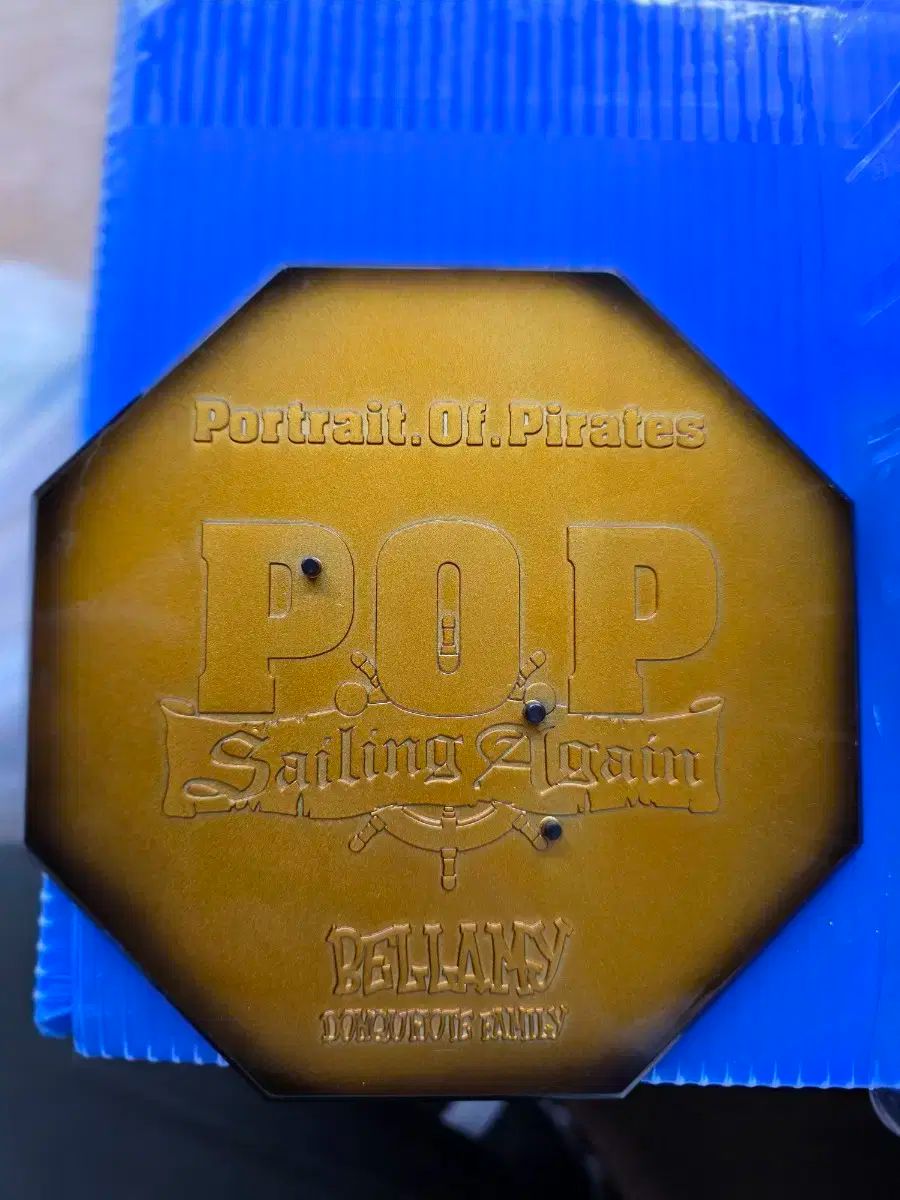 Portrait.Of.Pirates
P.O.P
Sailing Again
BELLAMY
DONQUIXOTE FAMILY